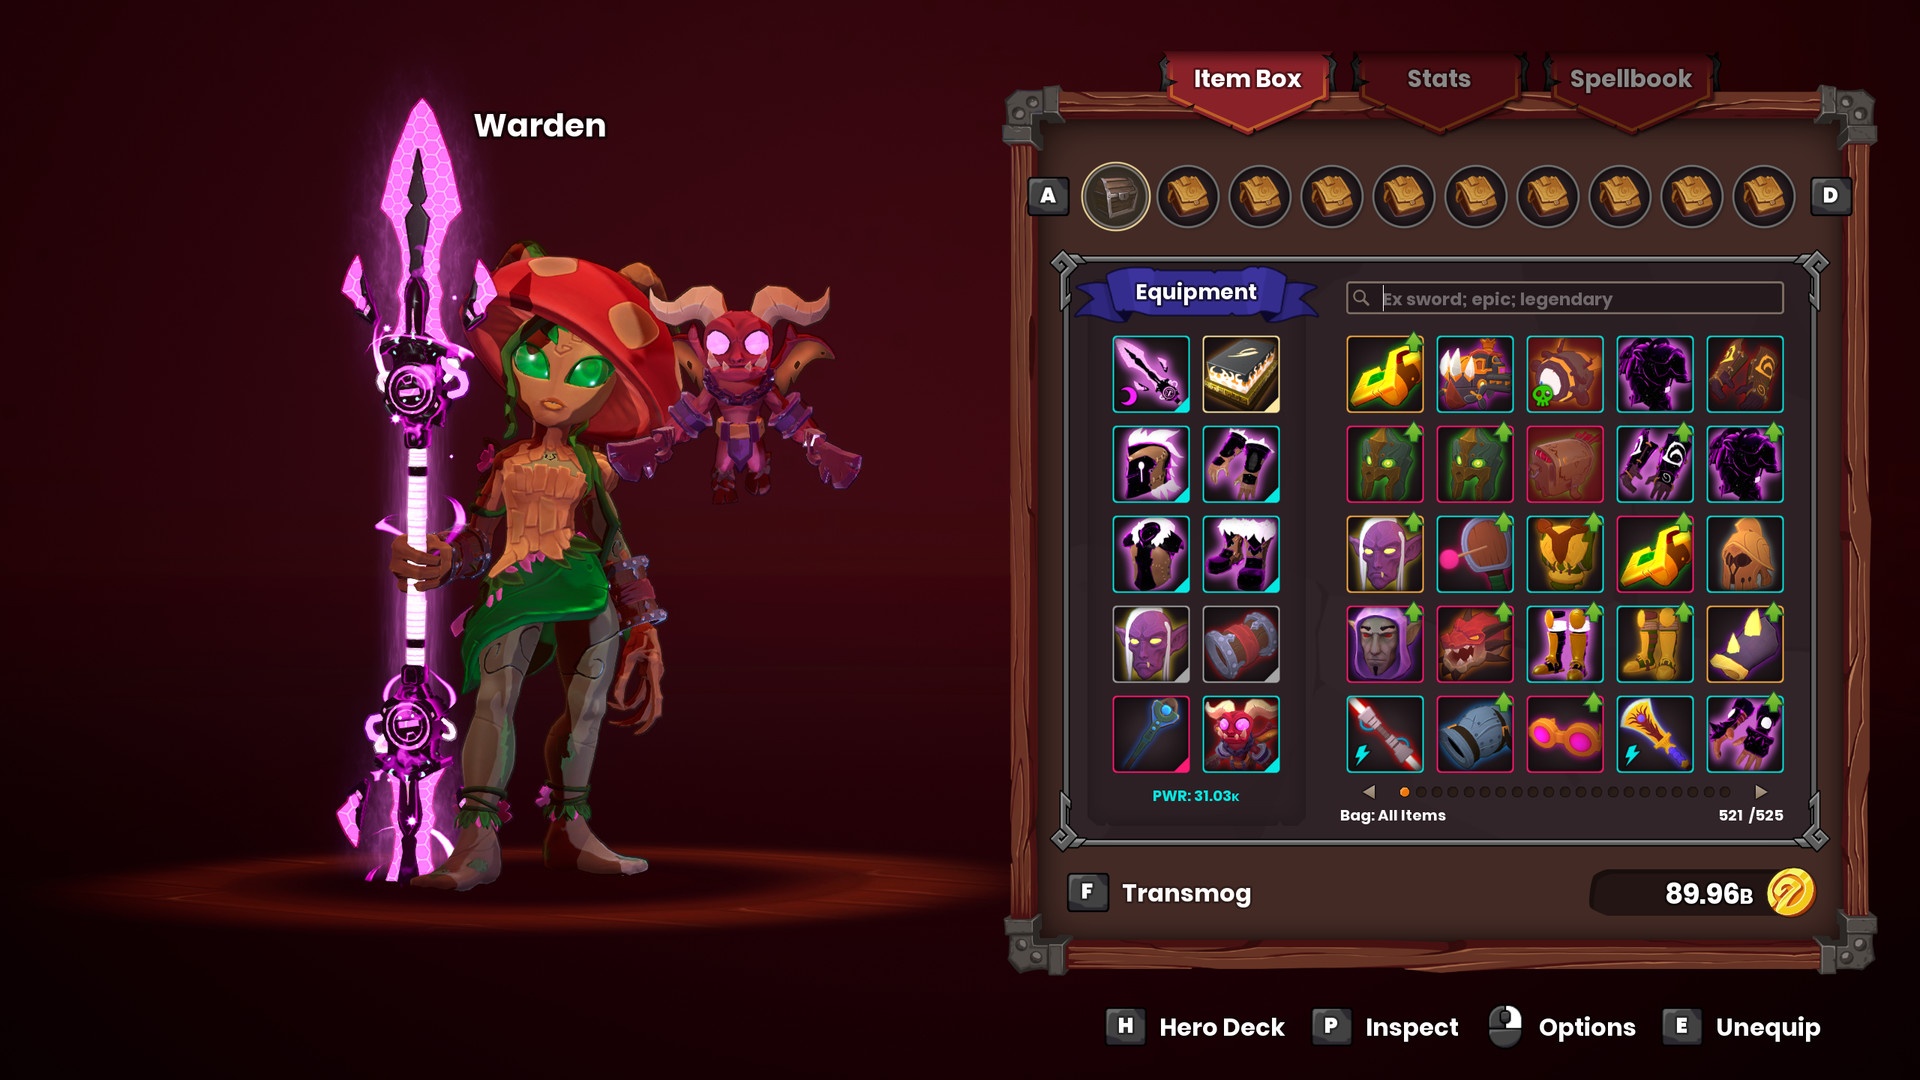 Warden
Item Box
Stats
Spellbook
A
D
Equipment
Ex sword; epic; legendary
PWR: 31.03K
Bag: All Items
521 /525
F Transmog
89.96B
H Hero Deck
P Inspect
Options
E Unequip